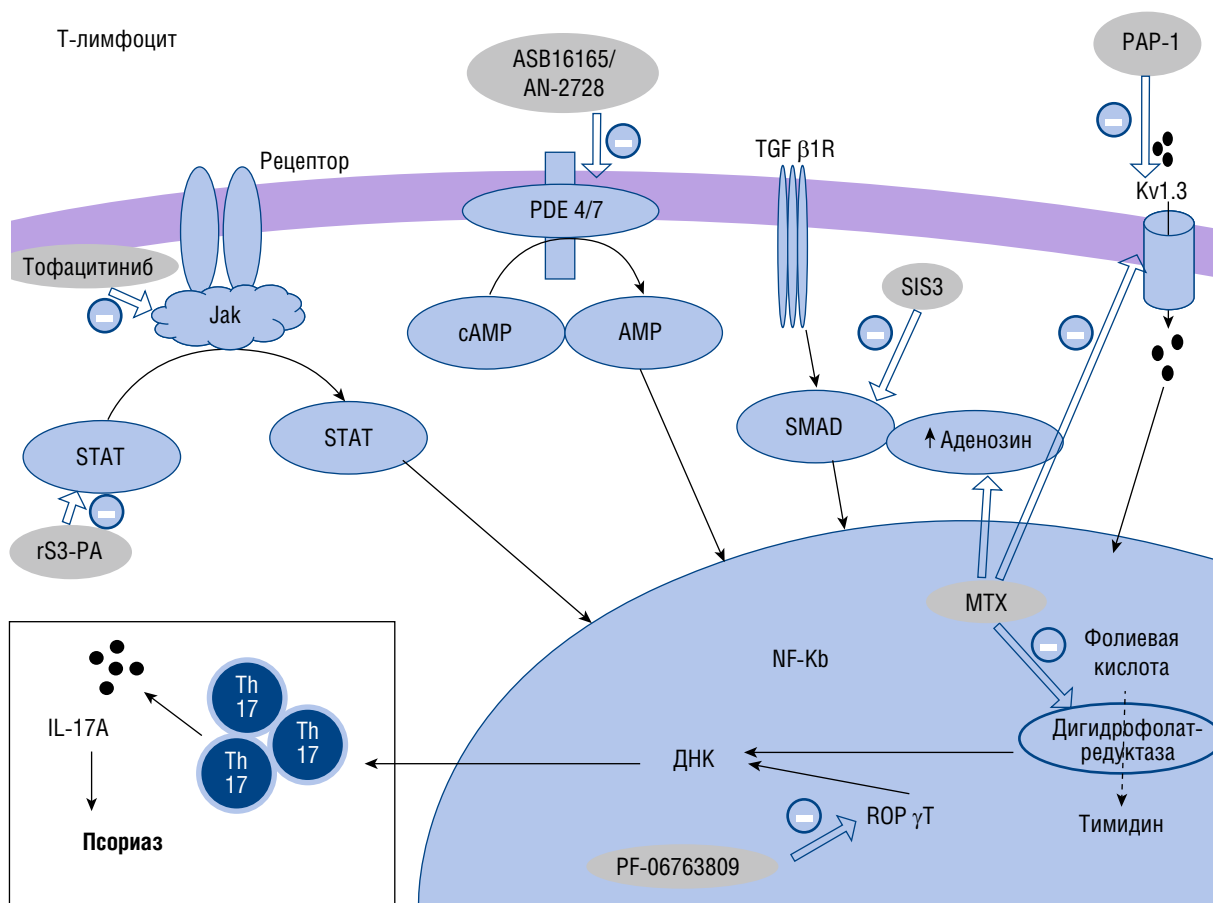 Т-лимфоцит
ASB16165/
AN-2728
PAP-1
Рецептор
TGF β1R
Kv1.3
PDE 4/7
Тофацитиниб
SIS3
Jak
cAMP
AMP
STAT
STAT
SMAD
Аденозин
rS3-PA
MTX
NF-Kb
Фолиевая
кислота
Дигидрофолат-
редуктаза
Тимидин
ДНК
ROP γT
PF-06763809
Th
17
Th
17
Th
17
IL-17A
Псориаз